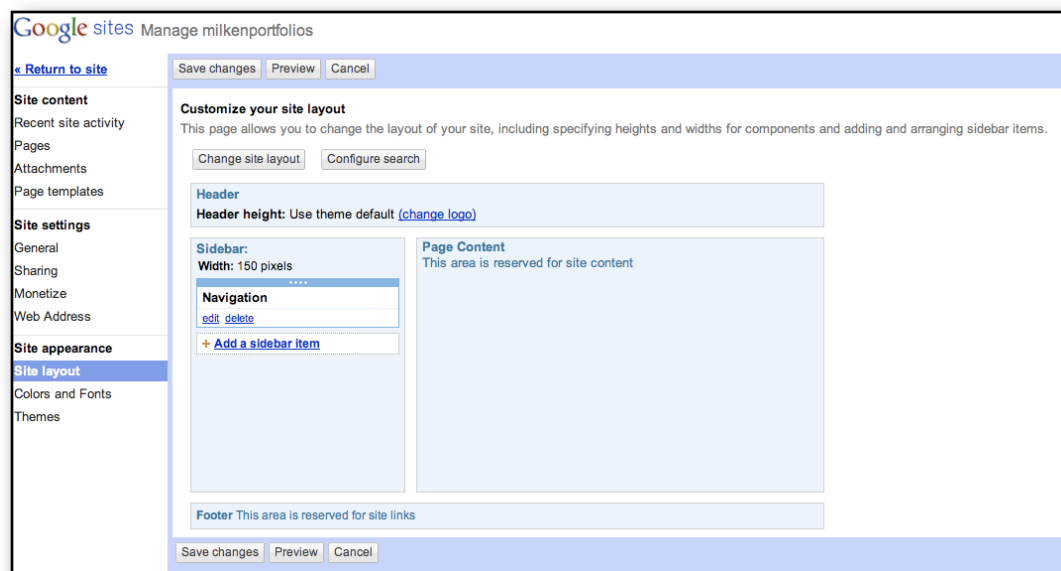 Google sites Manage milkenportfolios
« Return to site
Site content
Recent site activity
Pages
Attachments
Page templates
Site settings
General
Sharing
Monetize
Web Address
Site appearance
Site layout
Colors and Fonts
Themes
Save changes Preview Cancel
Customize your site layout
This page allows you to change the layout of your site, including specifying heights and widths for components and adding and arranging sidebar items.
Change site layout Configure search
Header
Header height: Use theme default (change logo)
Sidebar:
Width: 150 pixels
Navigation
edit delete
+ Add a sidebar item
Page Content
This area is reserved for site content
Footer This area is reserved for site links
Save changes Preview Cancel